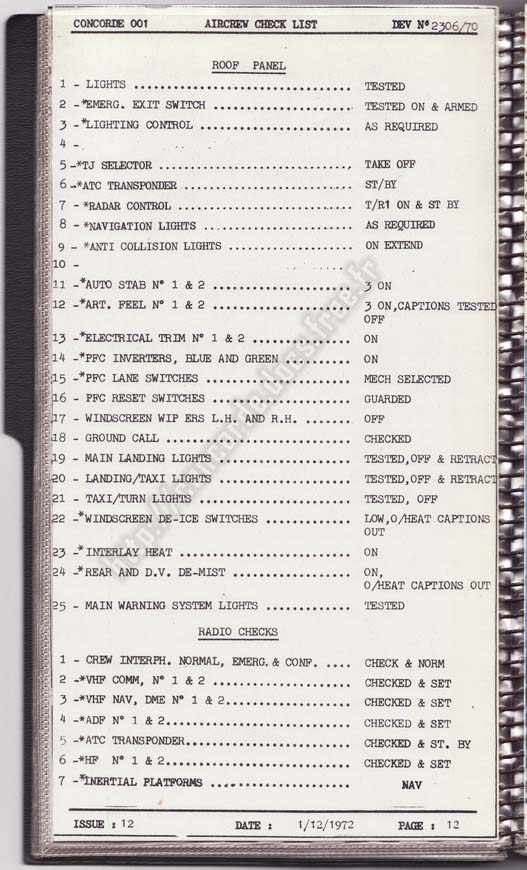 CONCORDE 001 AIRCREW CHECK LIST DEV Nº 2306/70
ROOF PANEL
1 - LIGHTS .................................. TESTED
2 -*EMERG. EXIT SWITCH ...................... TESTED ON & ARMED
3 -*LIGHTING CONTROL ........................ AS REQUIRED
4 -
5 -*TJ SELECTOR ............................. TAKE OFF
6 -*ATC TRANSPONDER ......................... ST/BY
7 - *RADAR CONTROL .......................... T/R1 ON & ST BY
8 - *NAVIGATION LIGHTS ...................... AS REQUIRED
9 - *ANTI COLLISION LIGHTS .................. ON EXTEND
10 -
11 -*AUTO STAB Nº 1 & 2 ..................... 3 ON
12 -*ART. FEEL Nº 1 & 2 ..................... 3 ON,CAPTIONS TESTED
OFF
13 -*ELECTRICAL TRIM Nº 1 & 2 ............... ON
14 -*PFC INVERTERS, BLUE AND GREEN .......... ON
15 -*PFC LANE SWITCHES ...................... MECH SELECTED
16 - PFC RESET SWITCHES ..................... GUARDED
17 - WINDSCREEN WIP ERS L.H. AND R.H. ....... OFF
18 - GROUND CALL ............................ CHECKED
19 - MAIN LANDING LIGHTS .................... TESTED,OFF & RETRACT
20 - LANDING/TAXI LIGHTS .................... TESTED,OFF & RETRACT
21 - TAXI/TURN LIGHTS ....................... TESTED, OFF
22 -*WINDSCREEN DE-ICE SWITCHES ............. LOW,O/HEAT CAPTIONS
OUT
23 -*INTERLAY HEAT .......................... ON
24 -*REAR AND D.V. DE-MIST .................. ON,
O/HEAT CAPTIONS OUT
25 - MAIN WARNING SYSTEM LIGHTS ............. TESTED
RADIO CHECKS
1 - CREW INTERPH. NORMAL, EMERG.& CONF. .... CHECK & NORM
2 -*VHF COMM, Nº 1 & 2 ..................... CHECKED & SET
3 -*VHF NAV, DME Nº 1 & 2................... CHECKED & SET
4 -*ADF Nº 1 & 2............................ CHECKED & SET
5 -*ATC TRANSPONDER......................... CHECKED & ST. BY
6 -*HF Nº 1 & 2............................. CHECKED & SET
7 -*INERTIAL PLATFORMS ..................... NAV
ISSUE : 12 DATE : 1/12/1972 PAGE : 12